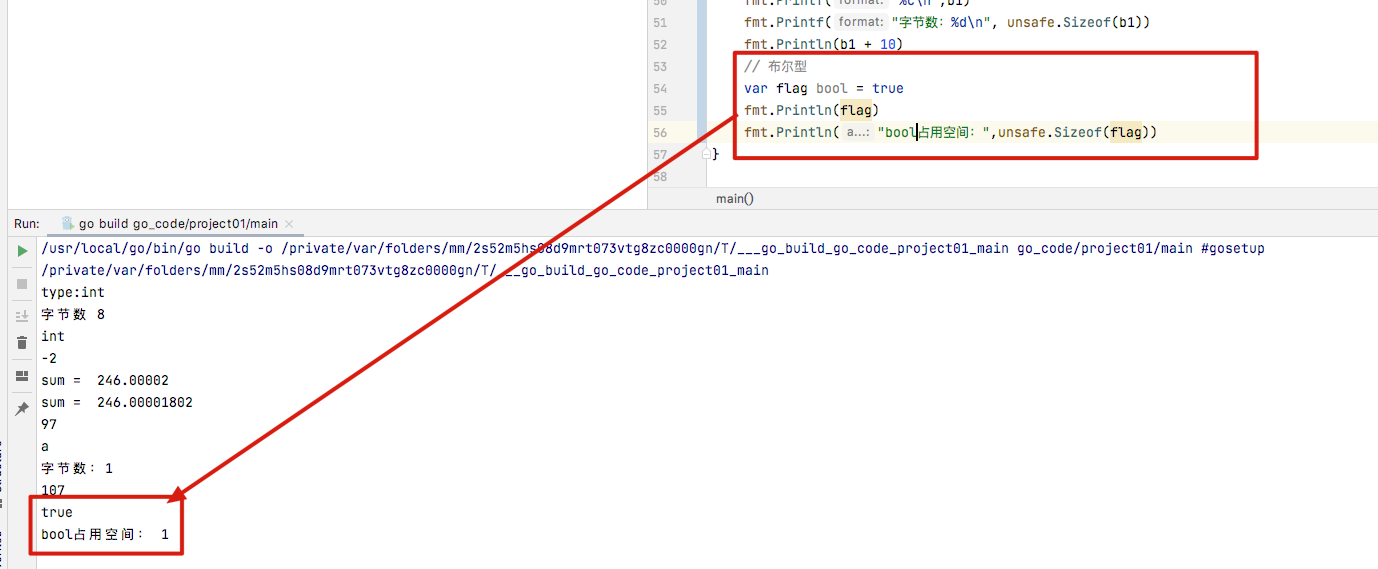 fmt.Printf( format: "%c\n",b1)
51 fmt.Printf( format: "字节数：%d\n", unsafe.Sizeof(b1))
52 fmt.Println(b1 + 10)
53 // 布尔型
54 var flag bool = true
55 fmt.Println(flag)
56 fmt.Println( a...: "bool占用空间：",unsafe.Sizeof(flag))
57 }
58
main()
Run: go build go_code/project01/main
/usr/local/go/bin/go build -o /private/var/folders/mm/2s52m5hs08d9mrt073vtg8zc0000gn/T/___go_build_go_code_project01_main go_code/project01/main #gosetup
/private/var/folders/mm/2s52m5hs08d9mrt073vtg8zc0000gn/T/___go_build_go_code_project01_main
type:int
字节数 8
int
-2
sum =  246.00002
sum =  246.00001802
97
a
字节数：1
107
true
bool占用空间： 1